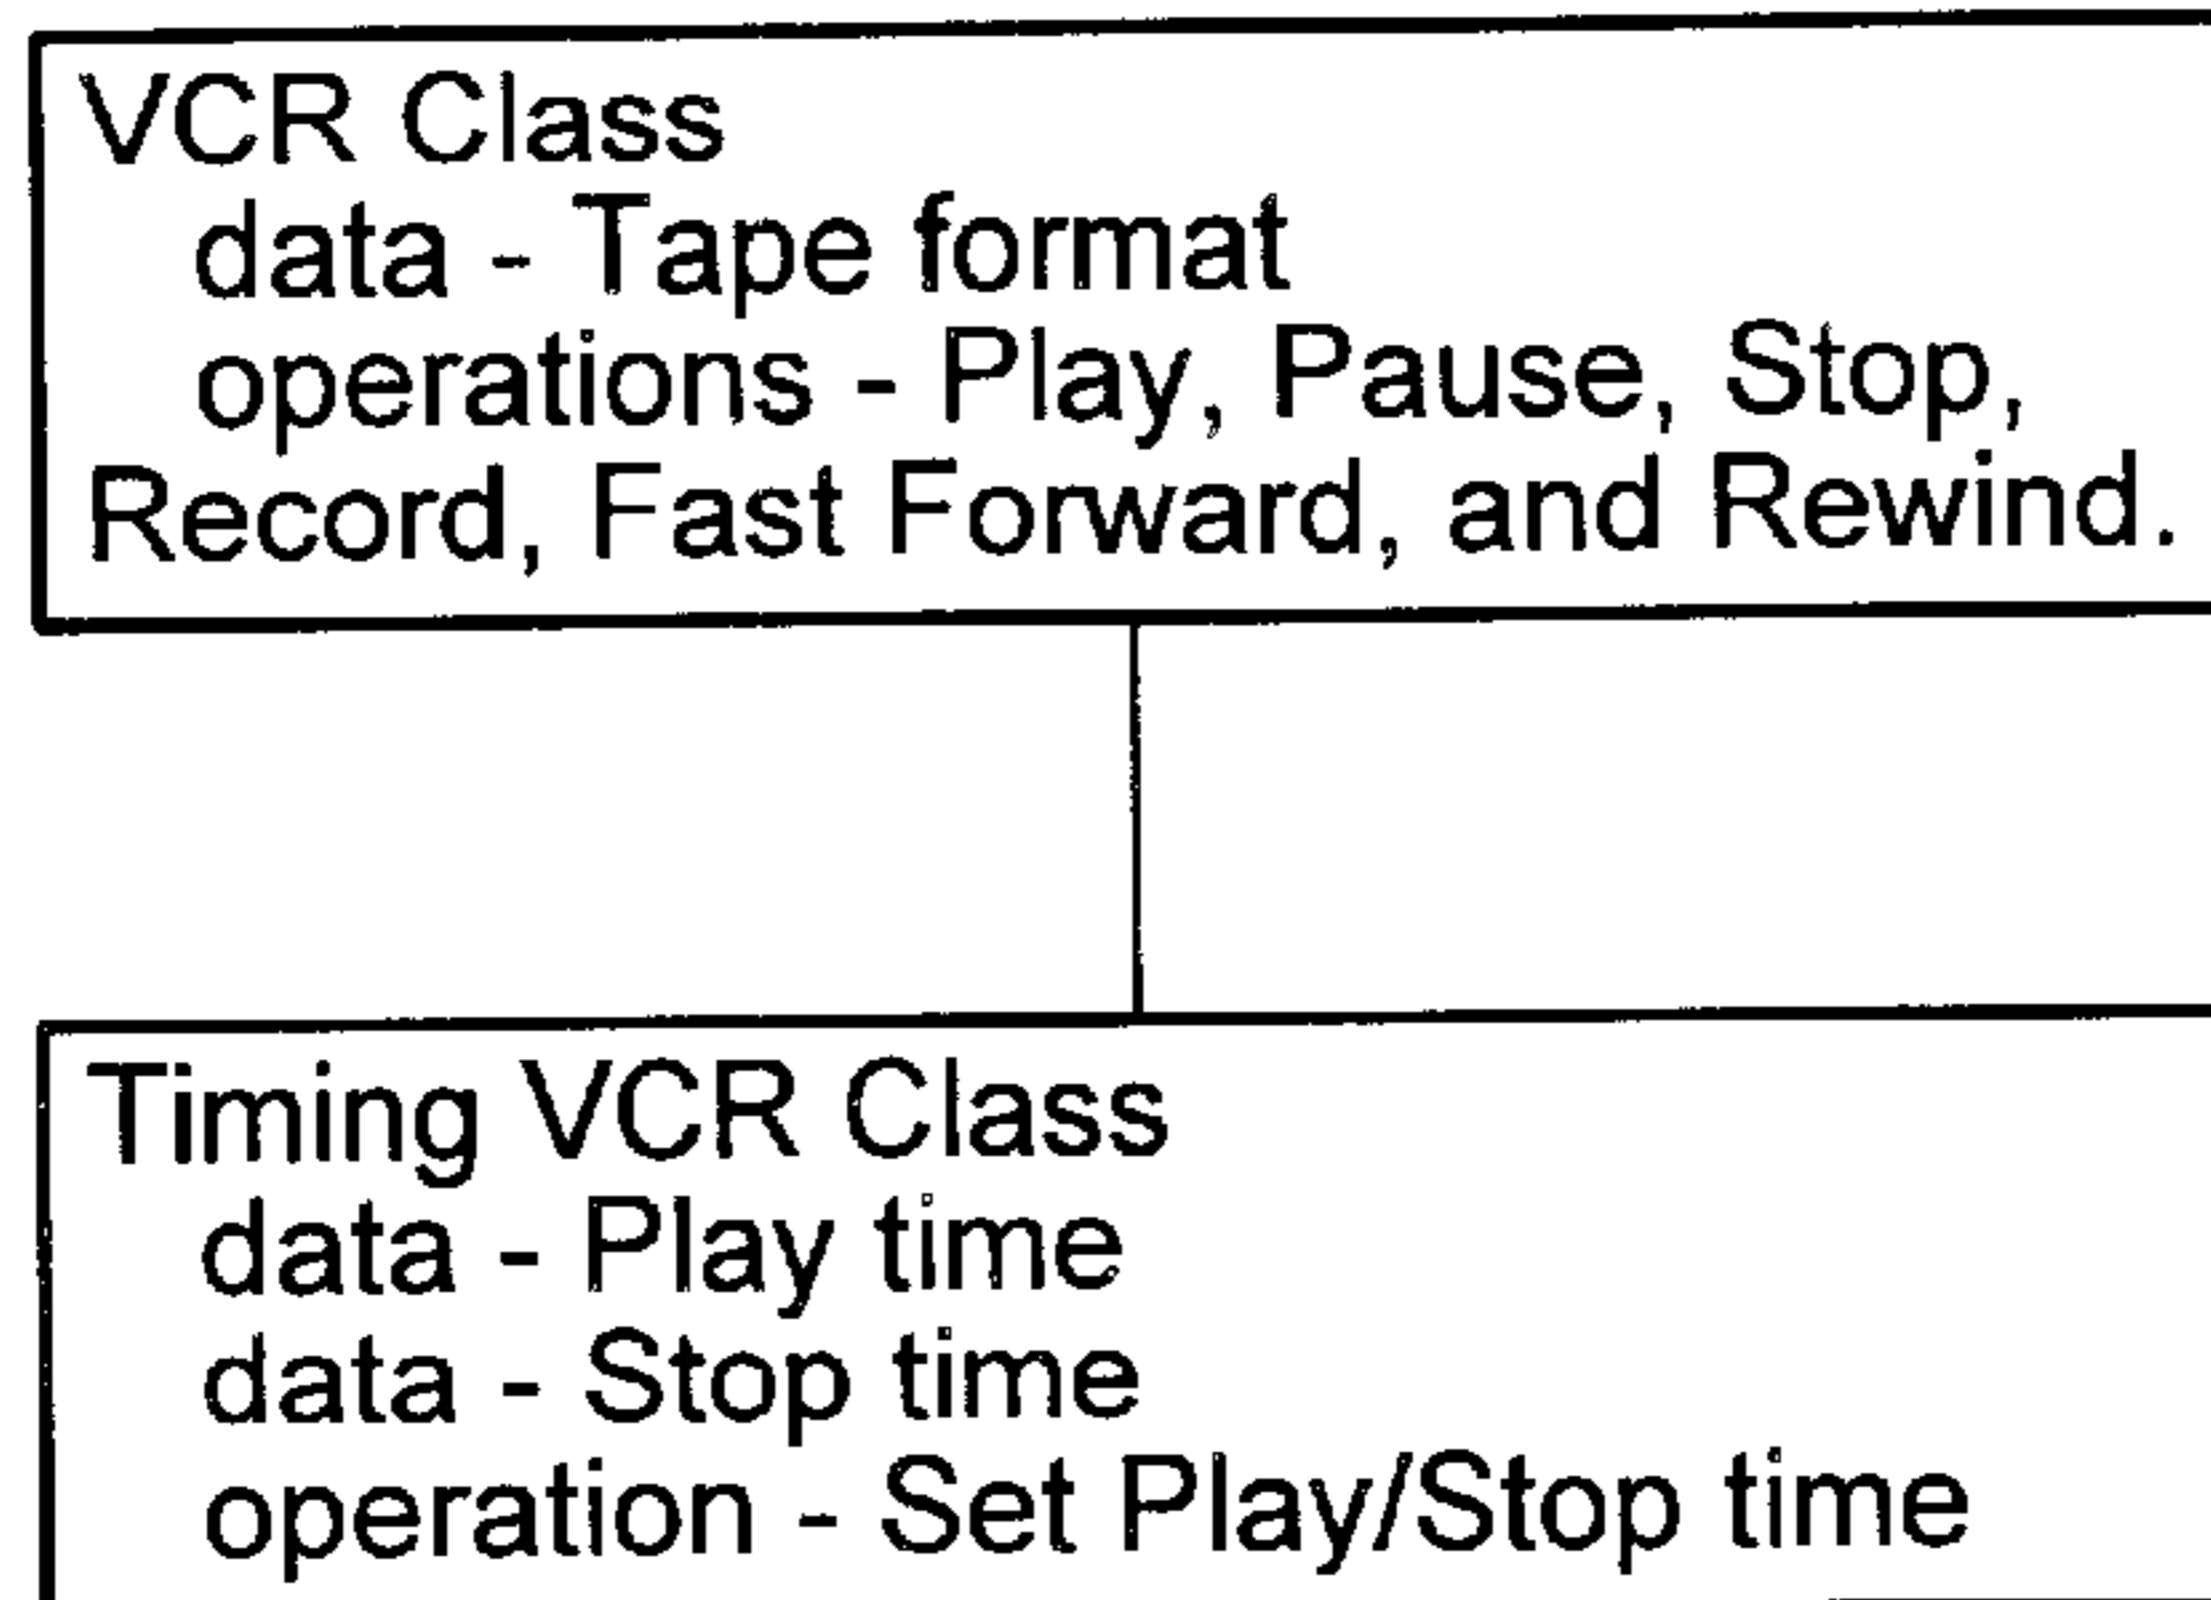 VCR Class
data - Tape format
operations - Play, Pause, Stop,
Record, Fast Forward, and Rewind.
Timing VCR Class
data - Play time
data - Stop time
operation - Set Play/Stop time